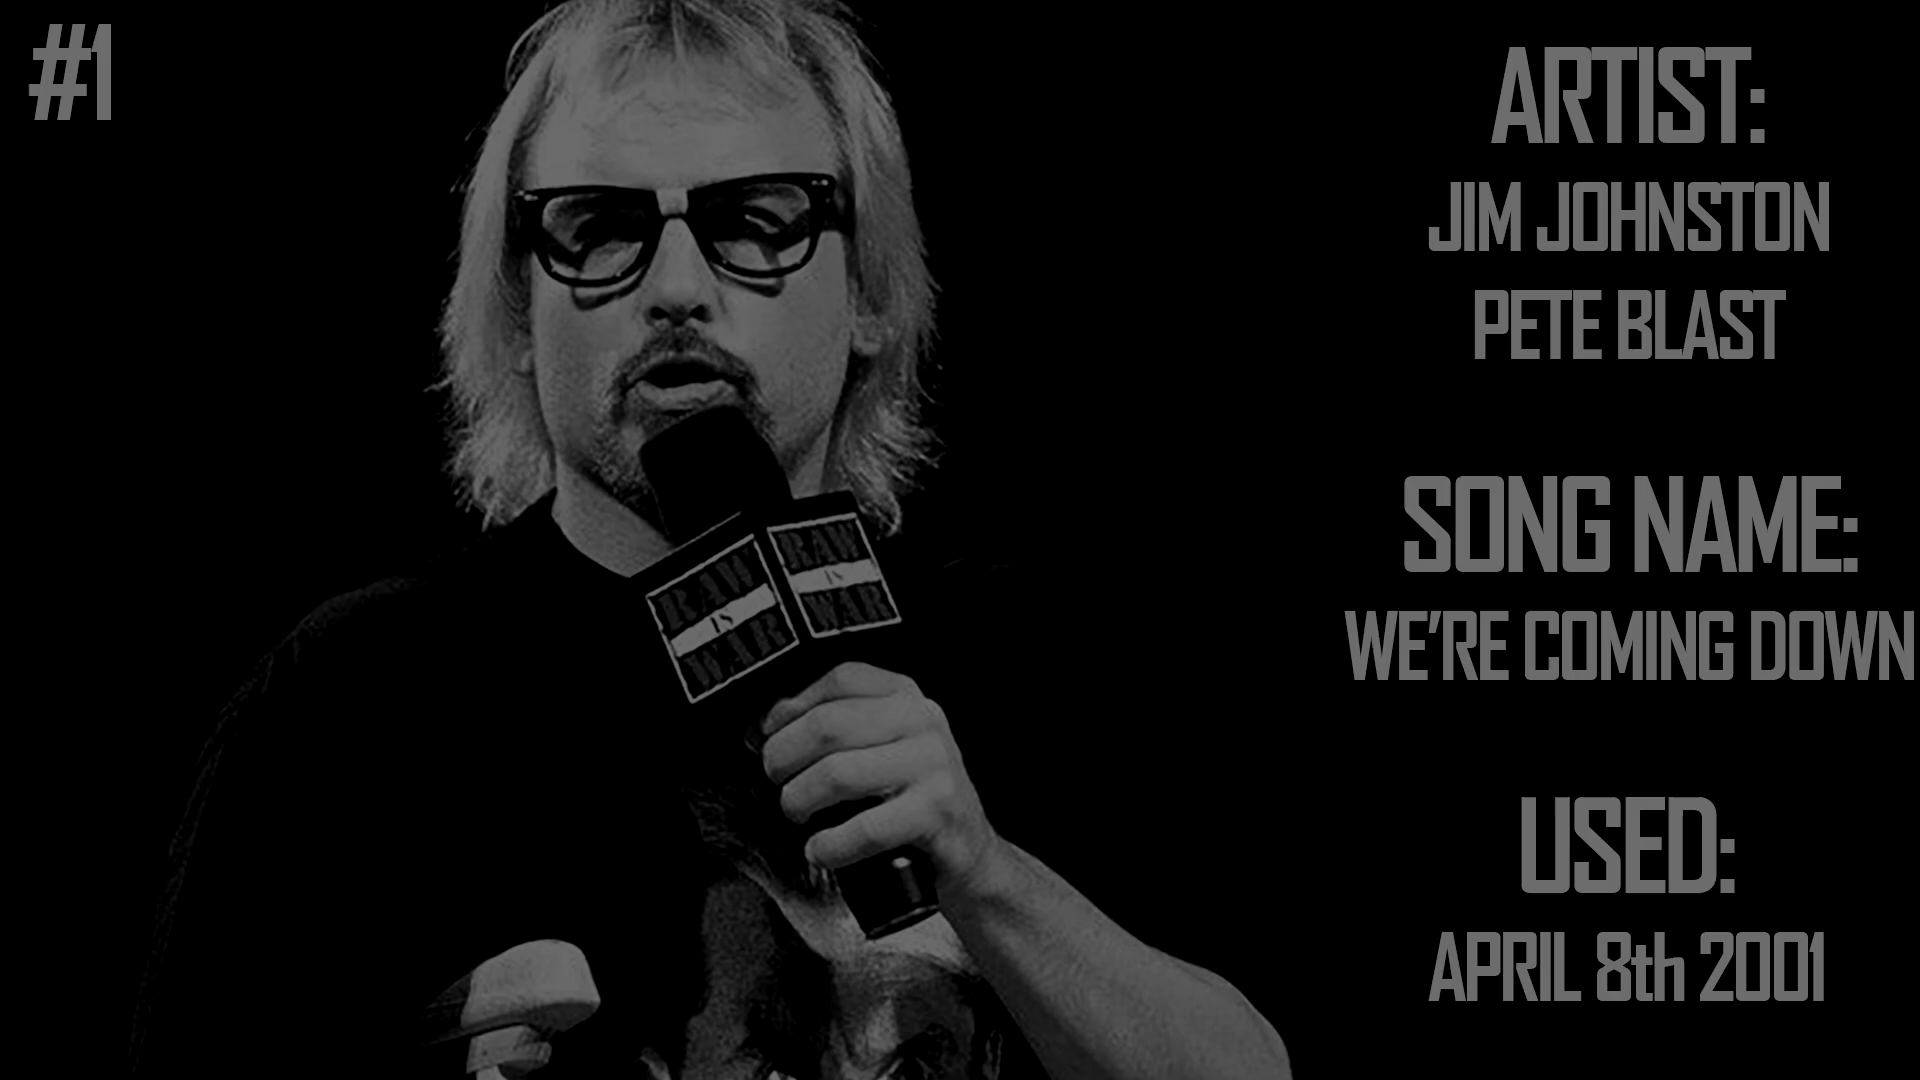 #1
ARTIST:
JIM JOHNSTON
PETE BLAST
SONG NAME:
WE'RE COMING DOWN
USED:
APRIL 8th 2001
RAW
IS
WAR
RAW
IS
WAR